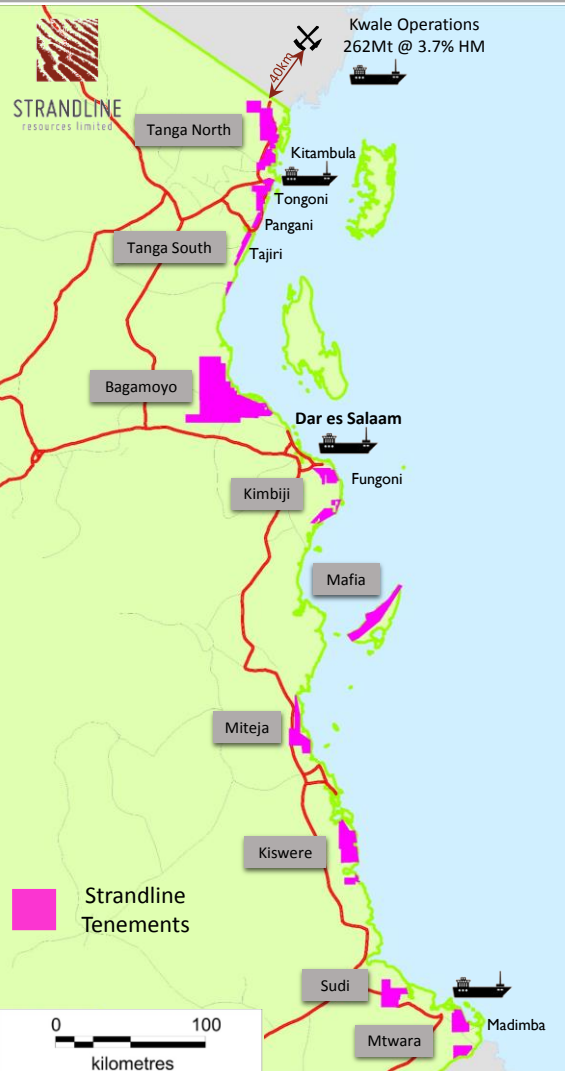 Kwale Operations
262Mt @ 3.7% HM
40km
STRANDLINE
resources limited
Tanga North
Kitambula
Tongoni
Pangani
Tanga South
Tajiri
Bagamoyo
Dar es Salaam
Fungoni
Kimbiji
Mafia
Miteja
Kiswere
Strandline
Tenements
Sudi
Madimba
Mtwara
0 100
kilometres